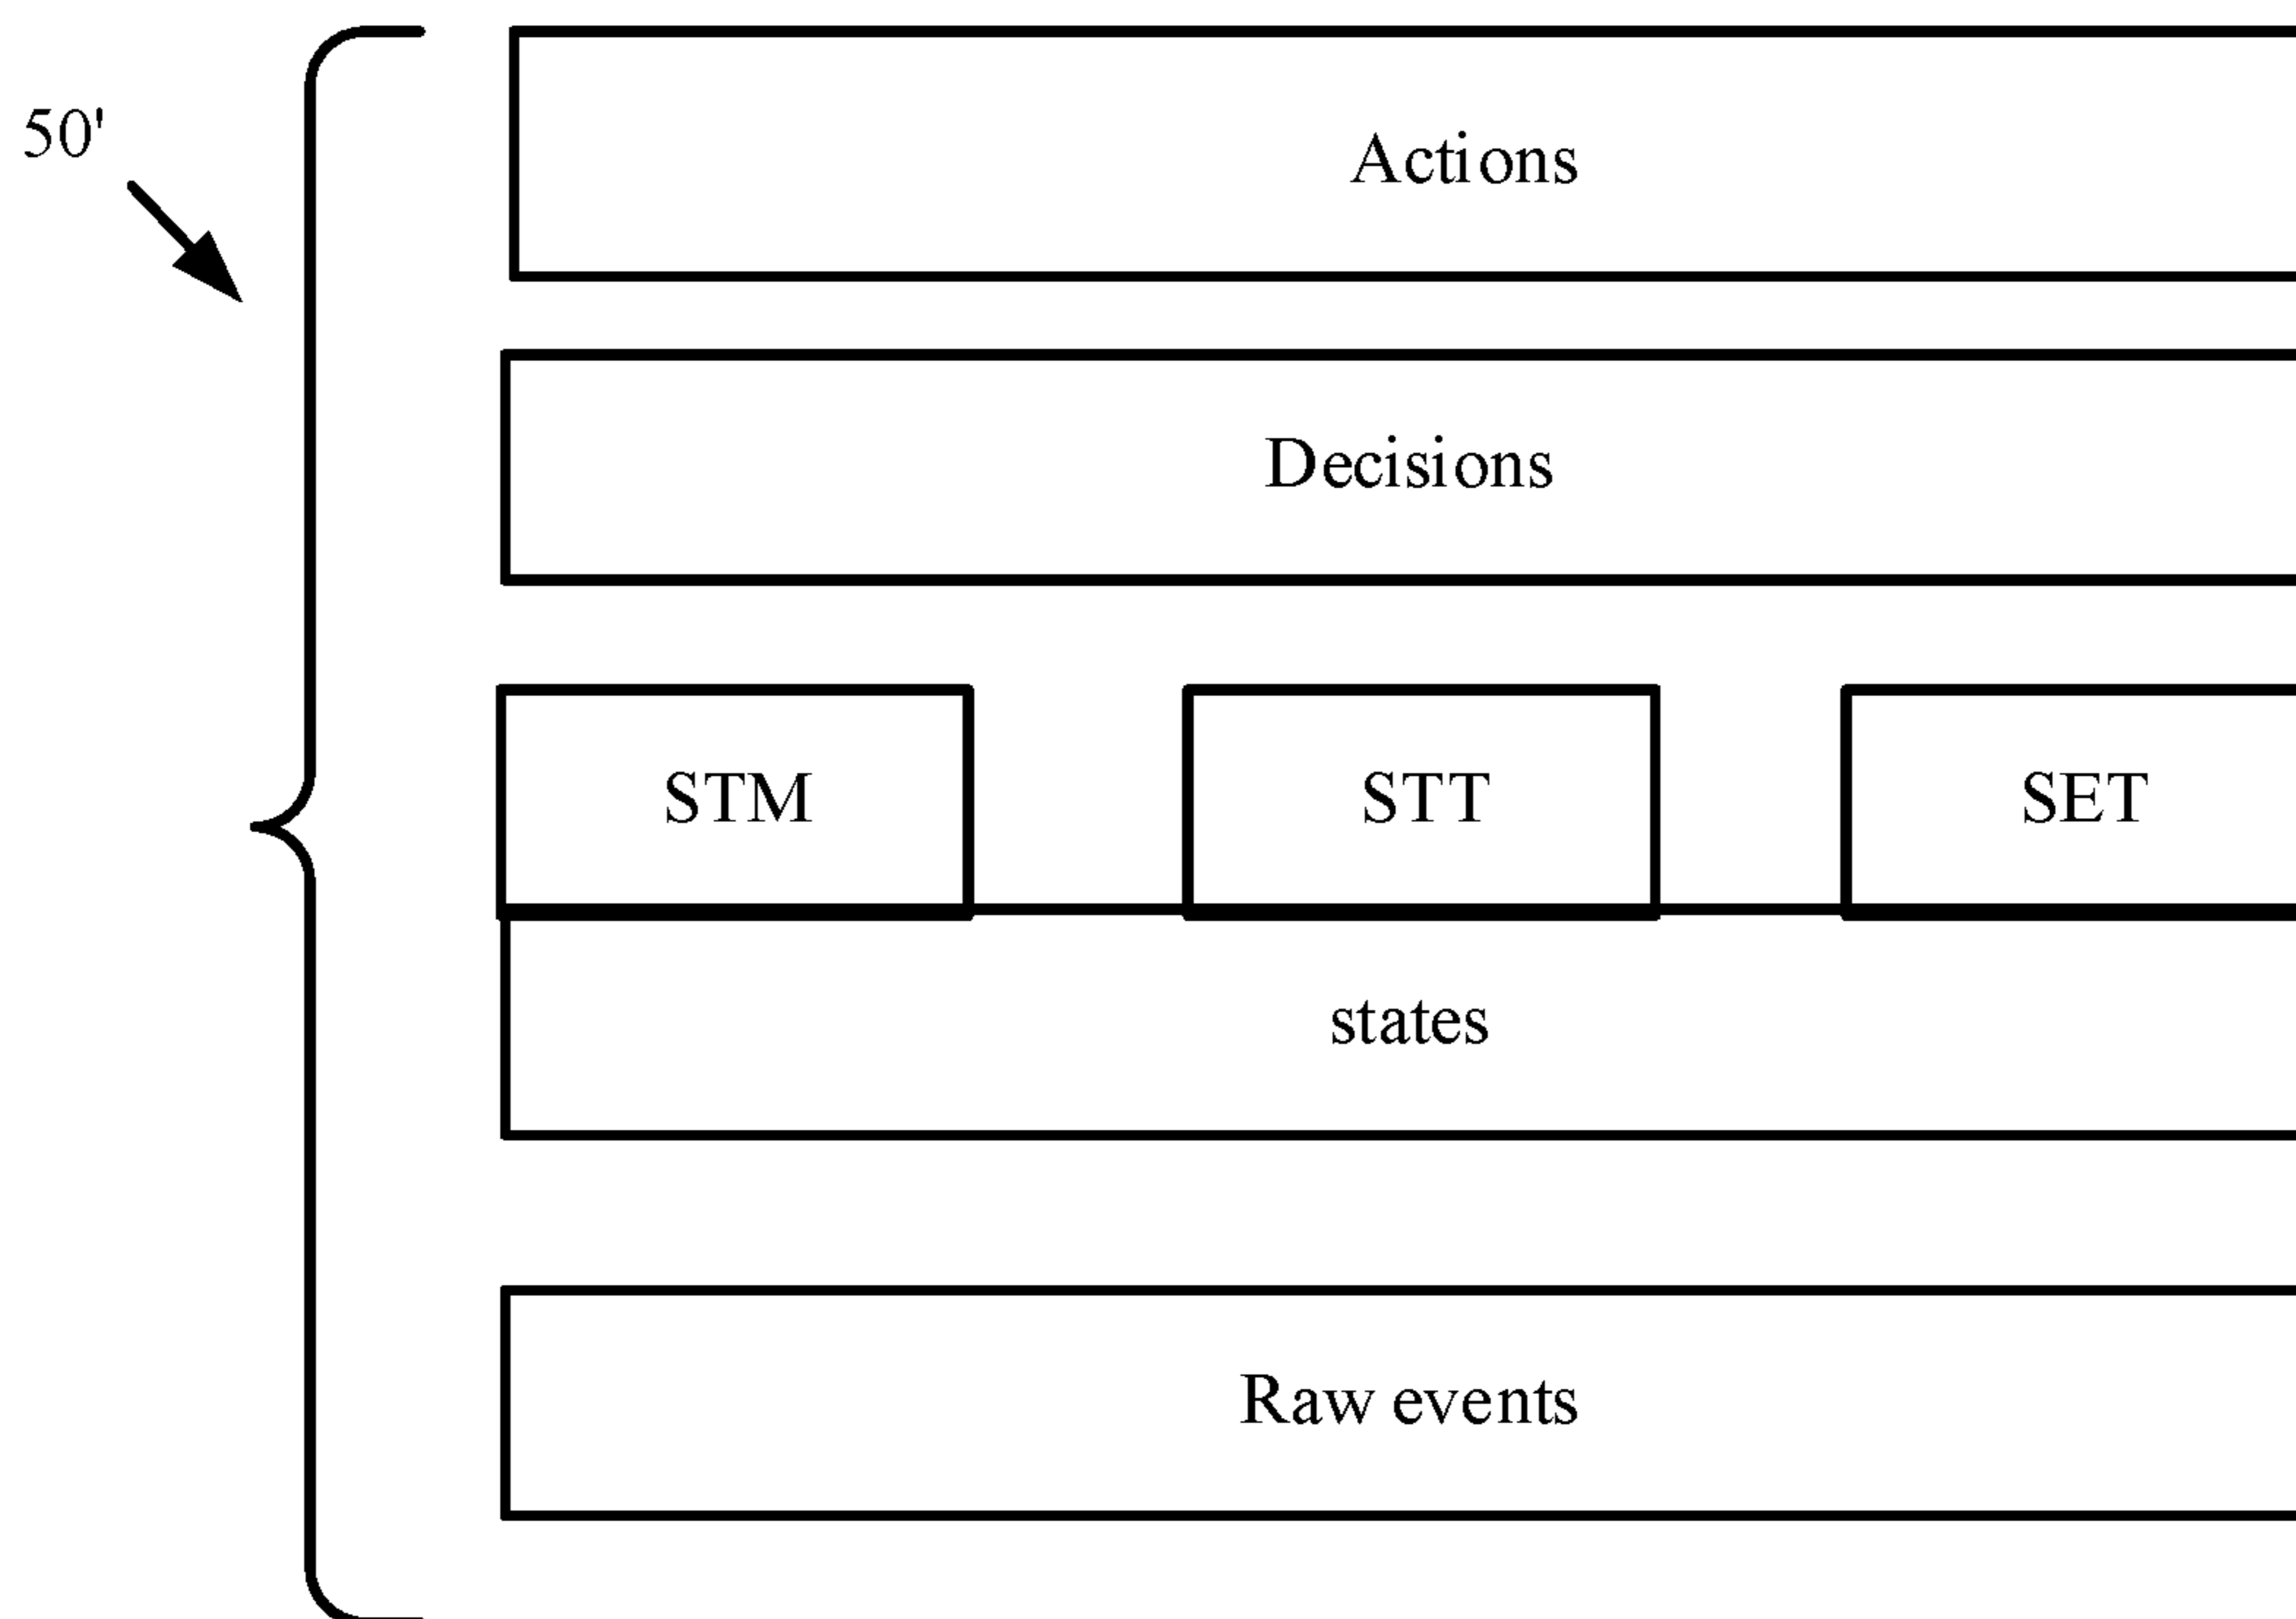 50'
Actions
Decisions
STM
STT
SET
states
Raw events